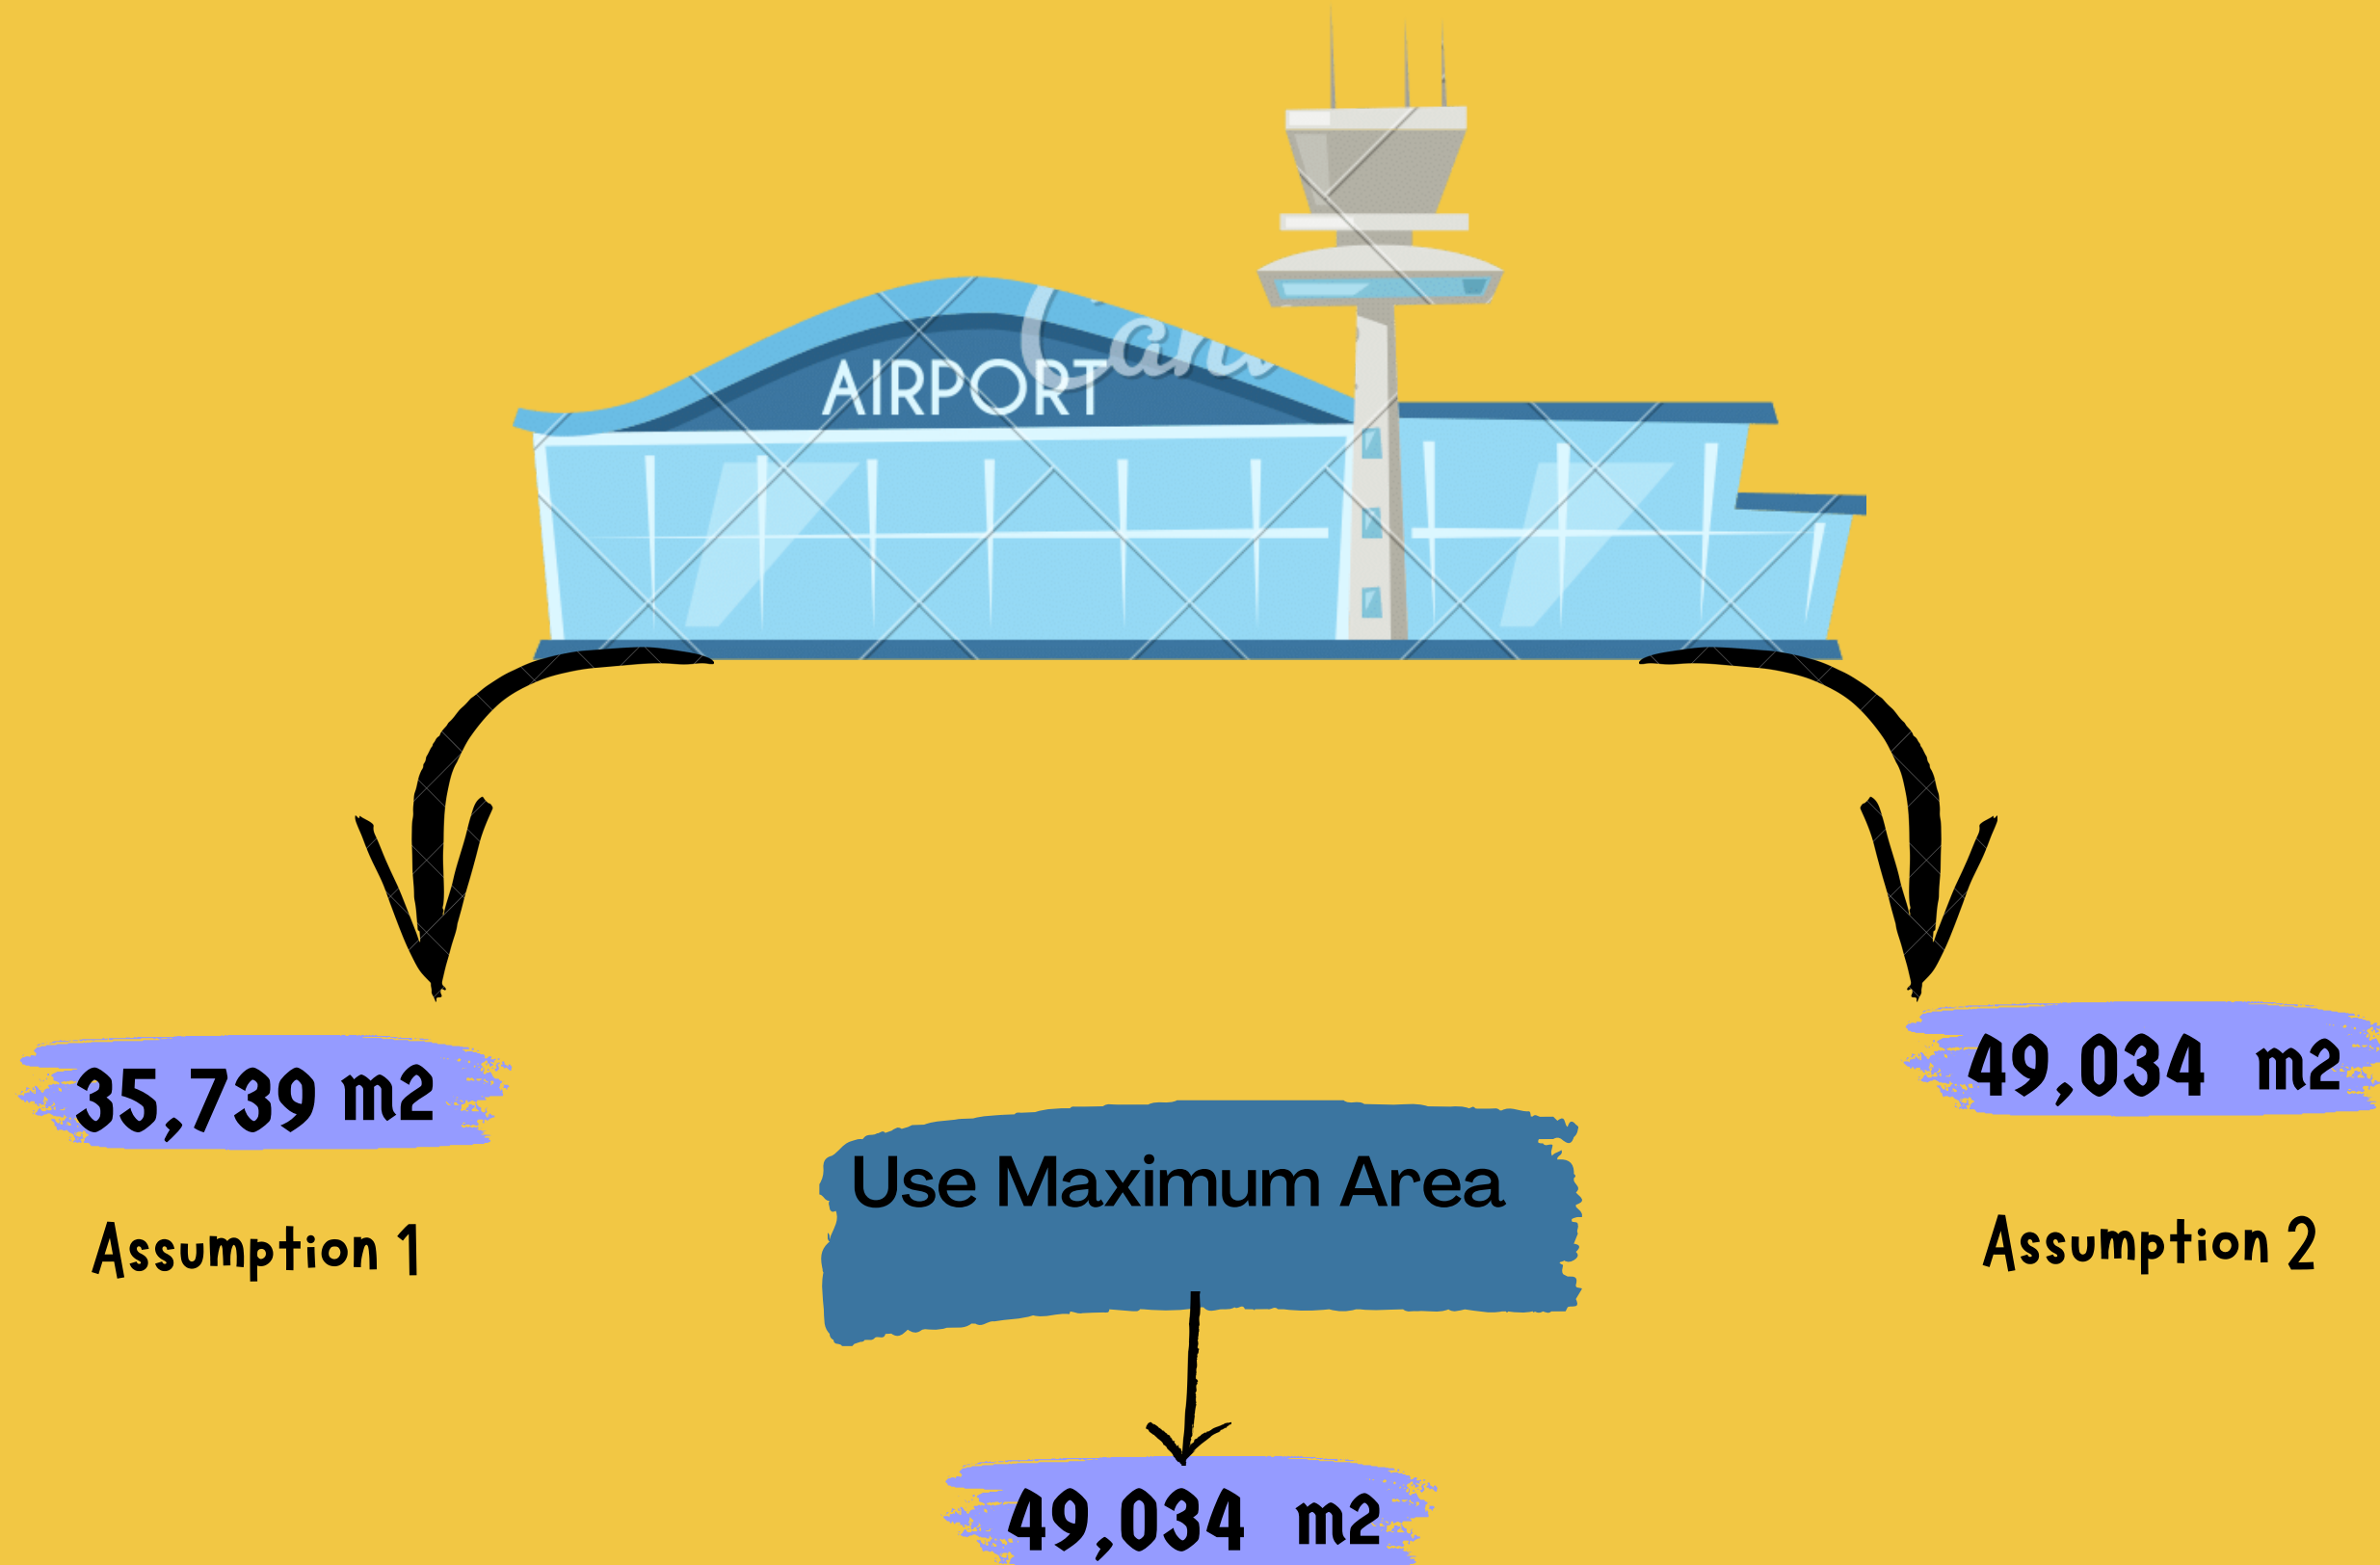 AIRPORT
35,739 m2
49,034 m2
Use Maximum Area
Assumption 1
Assumption 2
49,034 m2